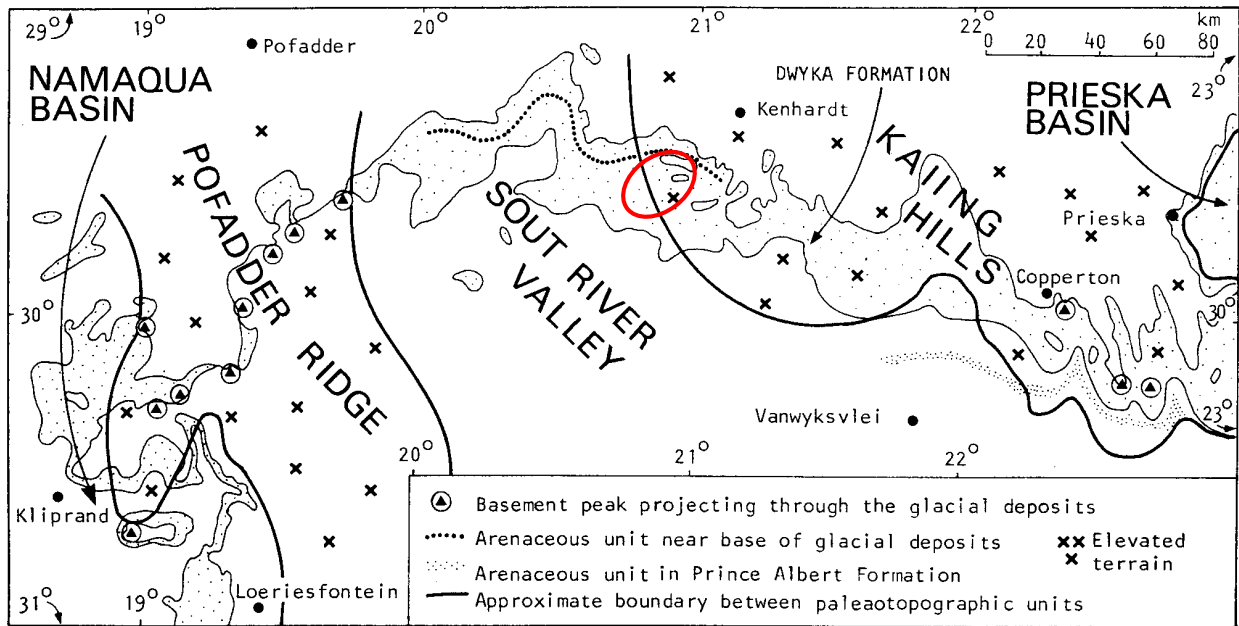 29°
19°
20°
21°
22°
km
0 20 40 60 80
Pofadder
NAMAQUA
BASIN
DWYKA FORMATION
23°
Kenhardt
PRIESKA
BASIN
POFADDER
RIDGE
SOUT RIVER
VALLEY
KAIING
HILLS
Prieska
Copperton
30°
30°
Vanwyksvlei
23°
20°
21°
22°
Kliprand
Loeriesfontein
31°
19°
Basement peak projecting through the glacial deposits
Arenaceous unit near base of glacial deposits
Elevated
terrain
Arenaceous unit in Prince Albert Formation
Approximate boundary between paleaotopographic units